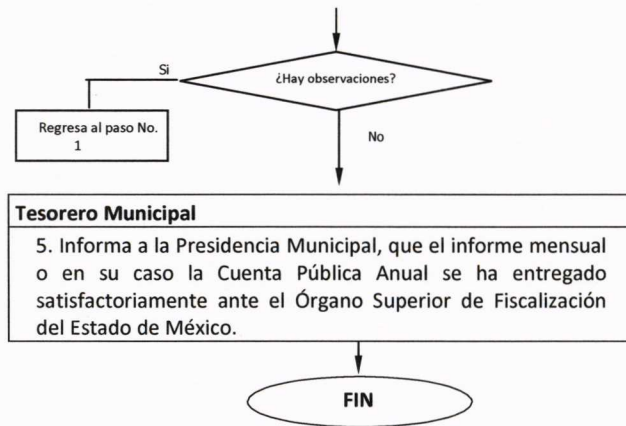 ¿Hay observaciones?
Si
Regresa al paso No.
1
No
Tesorero Municipal
5. Informa a la Presidencia Municipal, que el informe mensual
o en su caso la Cuenta Pública Anual se ha entregado
satisfactoriamente ante el Órgano Superior de Fiscalización
del Estado de México.
FIN